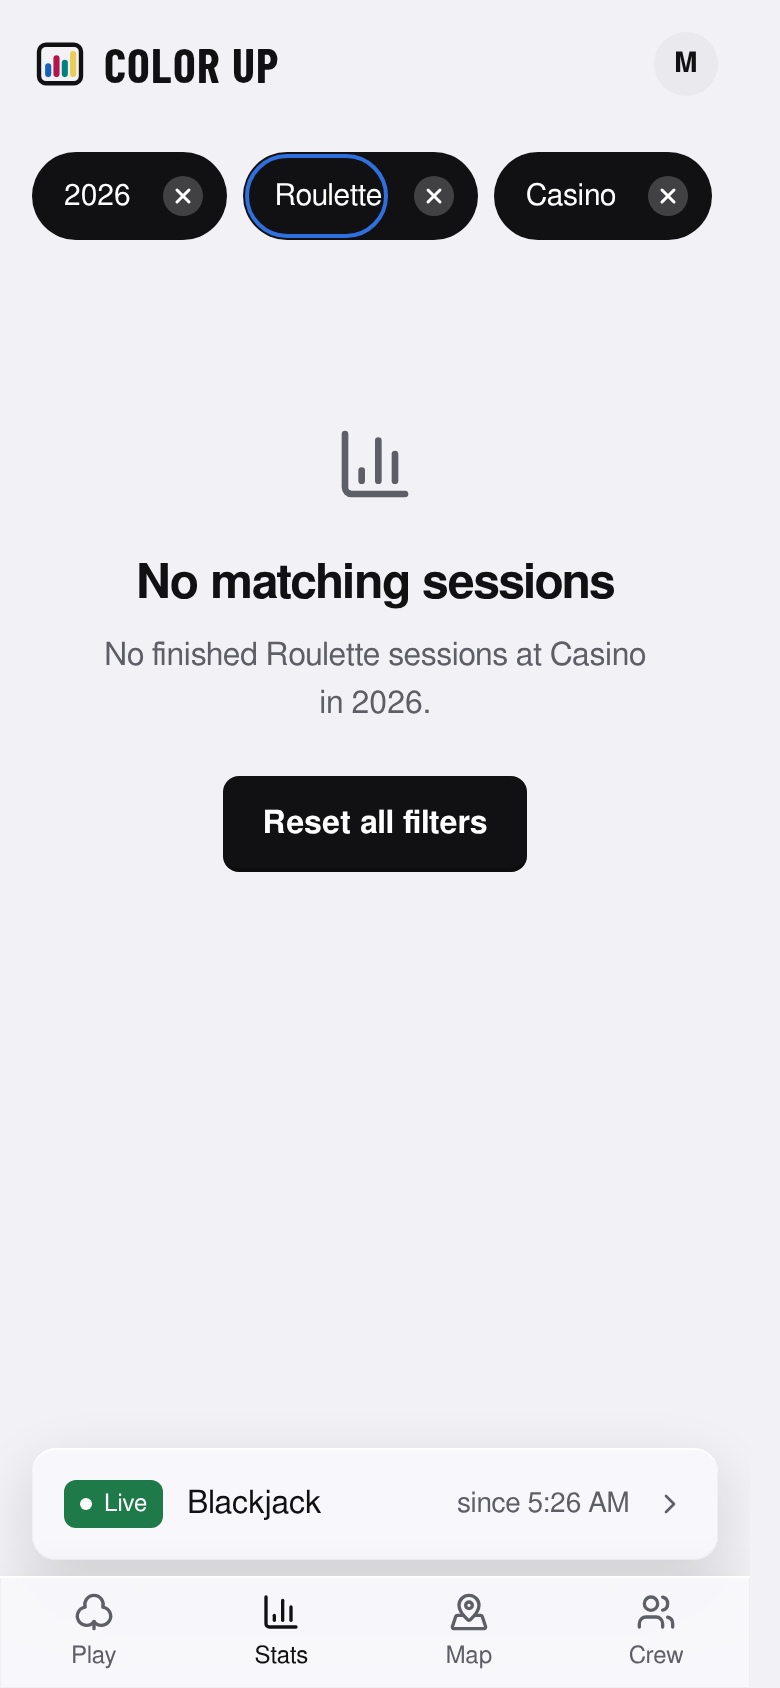 COLOR UP
M
2026
Roulette
Casino
No matching sessions
No finished Roulette sessions at Casino
in 2026.
Reset all filters
Live
Blackjack
since 5:26 AM
Play
Stats
Map
Crew